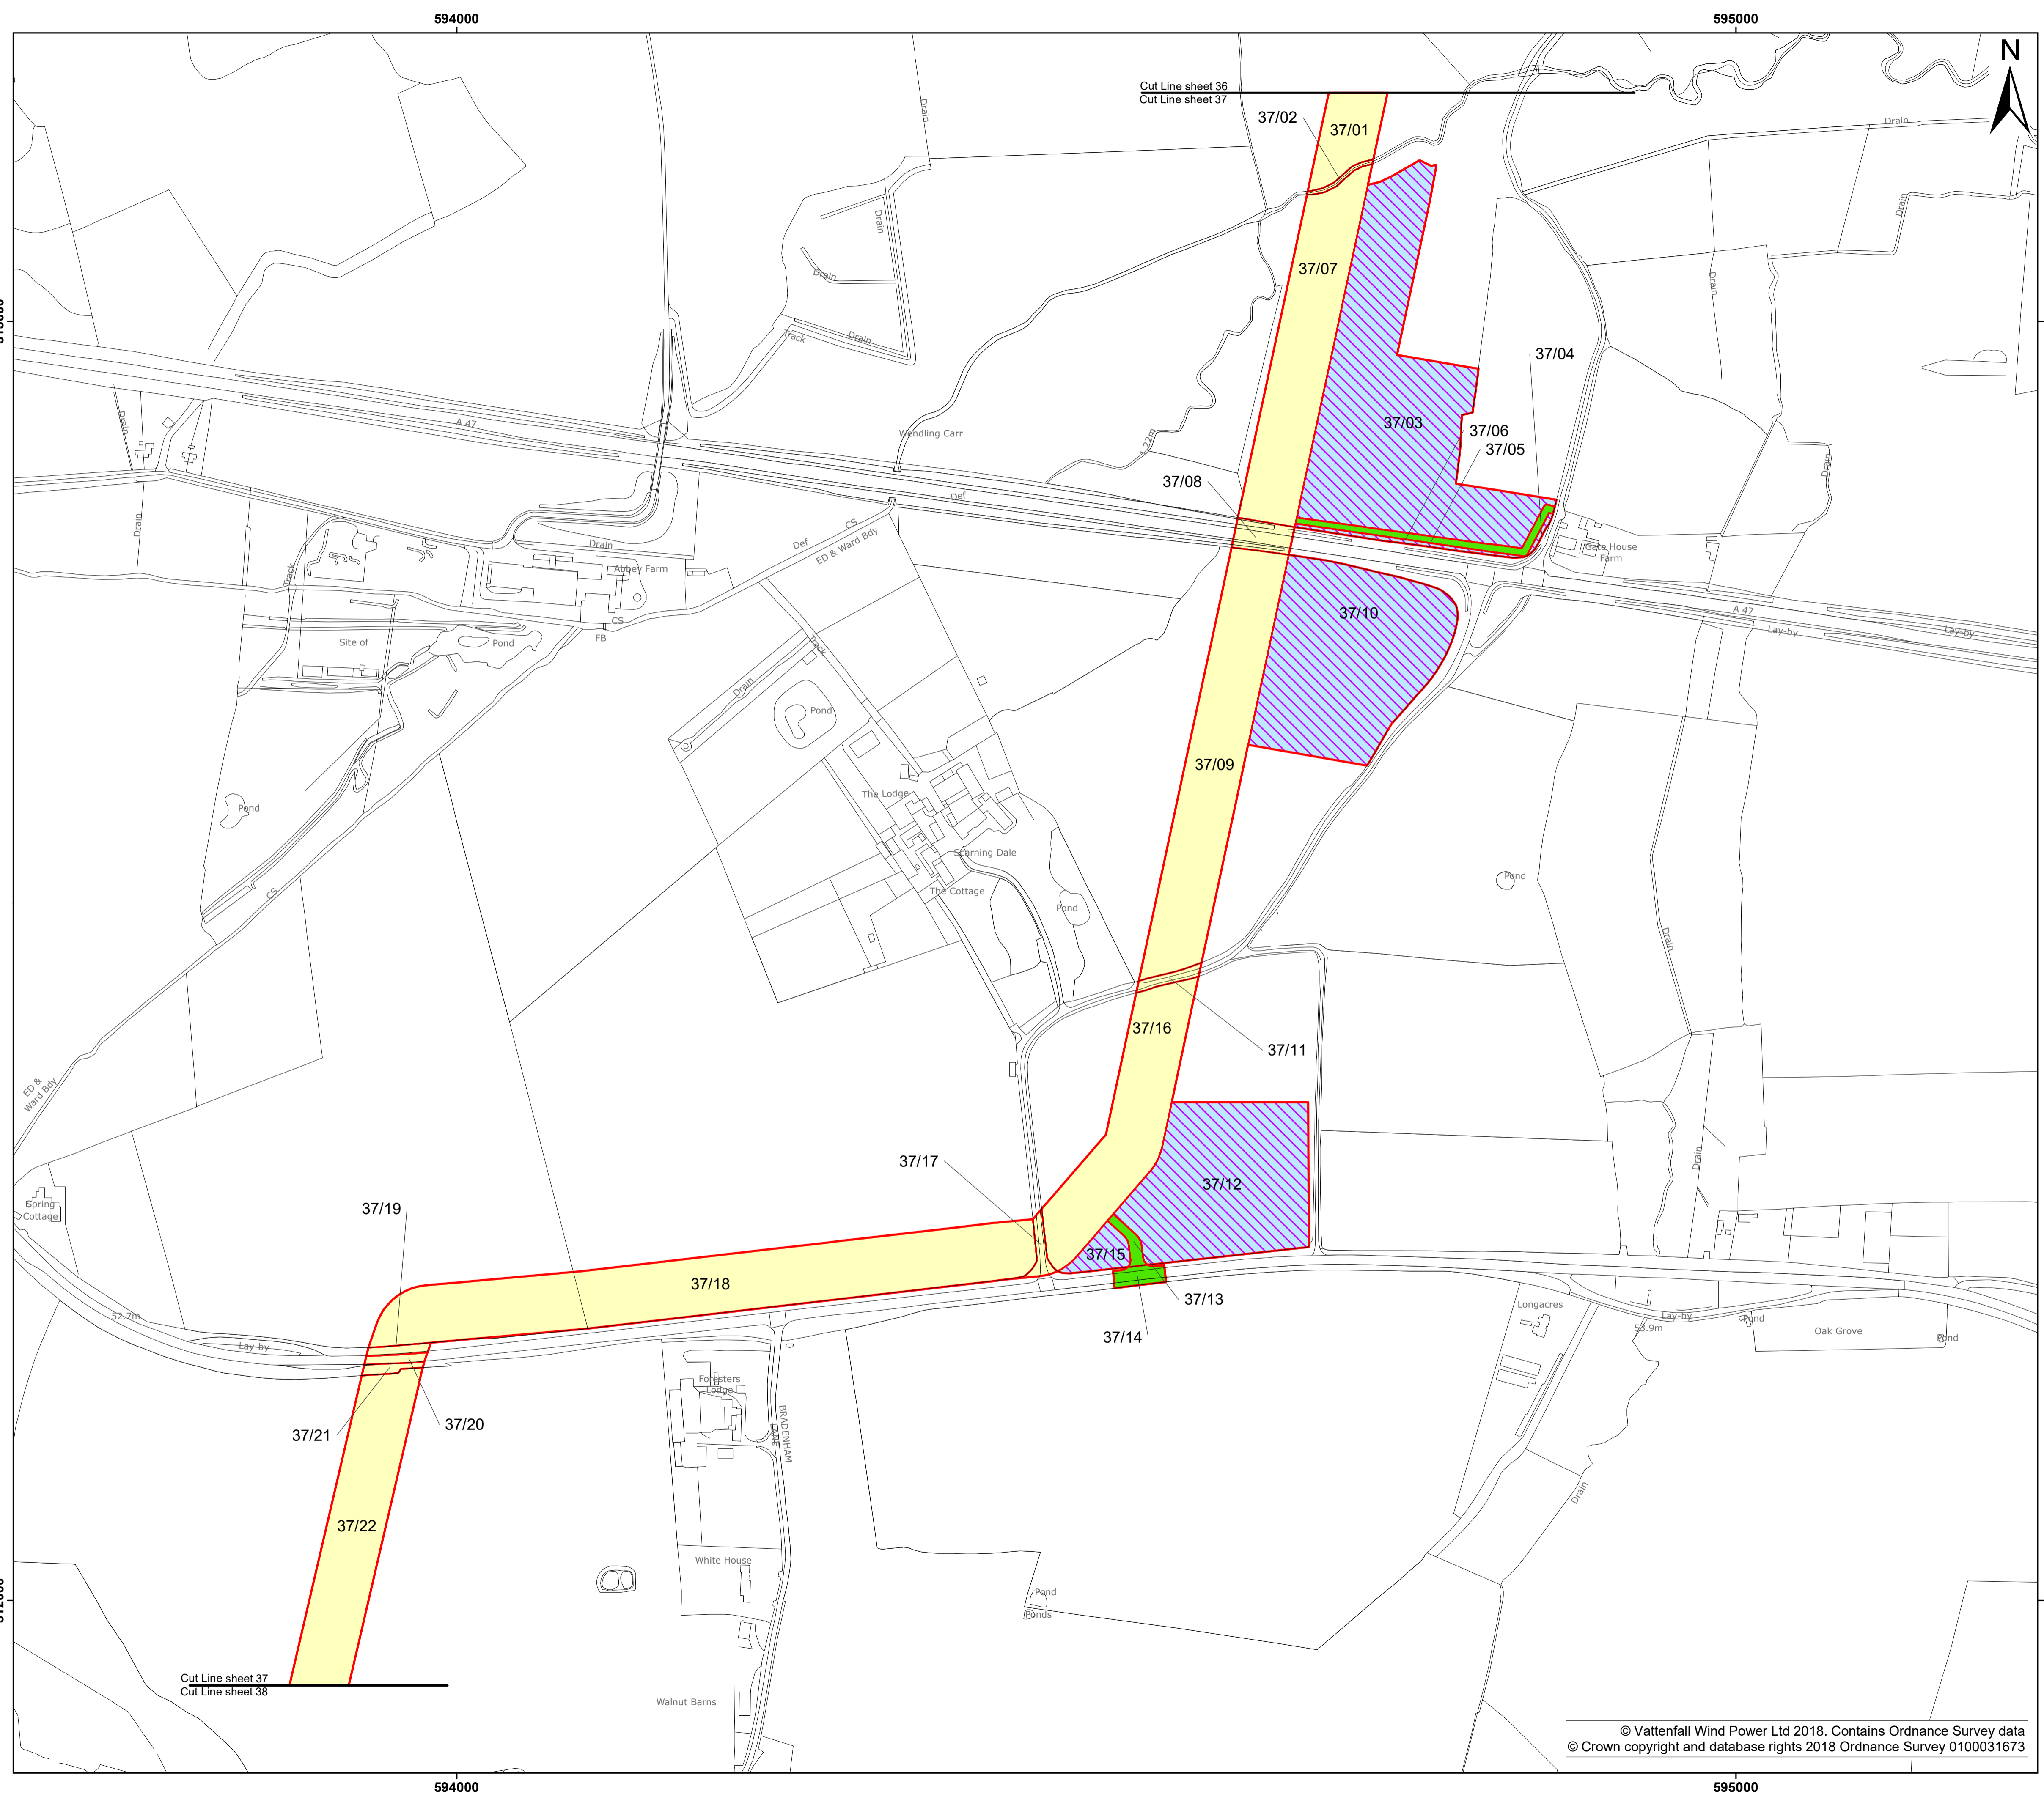 594000
595000
N
Cut Line sheet 36
Cut Line sheet 37
37/02
37/01
Drain
Drain
Drain
Drain
Drain
37/07
Drain
Drain
Track
37/04
A 47
Drain
Wendling Carr
37/03
37/06
37/05
1.22m
Drain
37/08
Def
Drain
CS
Def
ED & Ward Bdy
Drain
Gate House
Farm
Abbey Farm
Track
A 47
37/10
CS
FB
Lay-by
Lay-by
Site of
Pond
Track
Drain
Pond
37/09
The Lodge
Pond
Scarning Dale
Pond
The Cottage
CS
Pond
Drain
37/16
37/11
ED &
Ward Bdy
37/17
Drain
37/12
Spring
Cottage
37/19
37/15
37/18
37/13
Longacres
52.7m
Lay-by
53.9m
Pond
Oak Grove
Pond
37/14
Lay-by
Foresters
Lodge
BRADENHAM
LANE
37/20
37/21
Drain
37/22
White House
Pond
Ponds
Cut Line sheet 37
Cut Line sheet 38
Walnut Barns
© Vattenfall Wind Power Ltd 2018. Contains Ordnance Survey data
© Crown copyright and database rights 2018 Ordnance Survey 0100031673
594000
595000